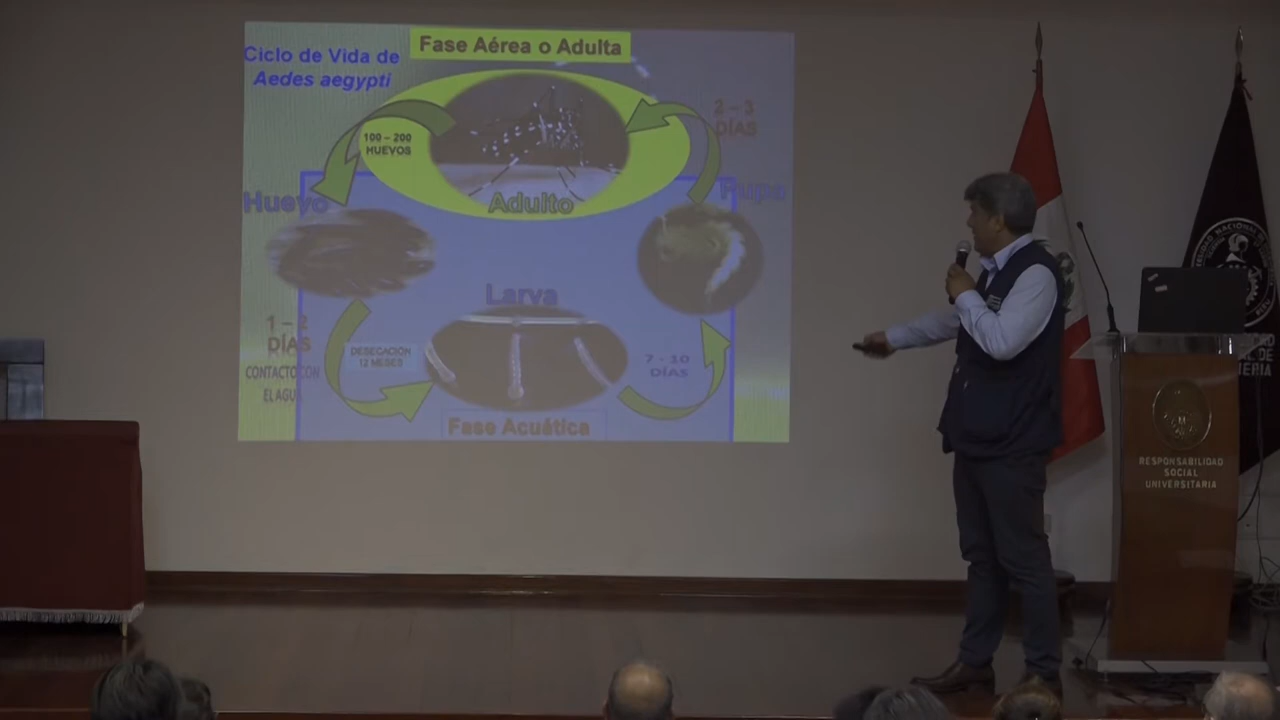 Ciclo de Vida de
Aedes aegypti
Fase Aérea o Adulta
100 – 200
HUEVOS
2 – 3
DÍAS
Huevo
Adulto
Pupa
Larva
1 – 2
DÍAS
CONTACTO CON
EL AGUA
DESECACIÓN
12 MESES
7 - 10
DÍAS
Fase Acuática
RESPONSABILIDAD
SOCIAL
UNIVERSITARIA